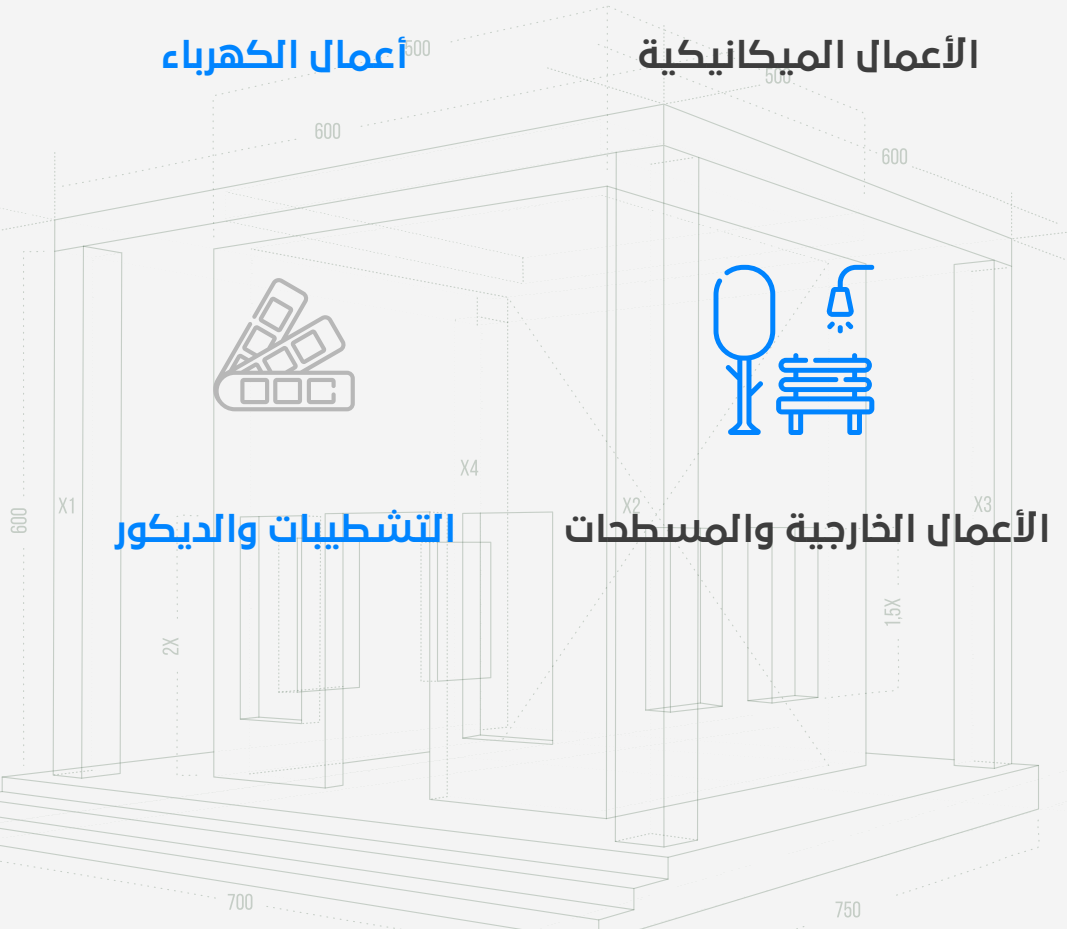 الأعمال الميكانيكية
أعمال الكهرباء
500
500
600
600
X4
X1
X2
X3
600
الأعمال الخارجية والمسطحات
التشطيبات والديكور
1,5X
2X
700
750